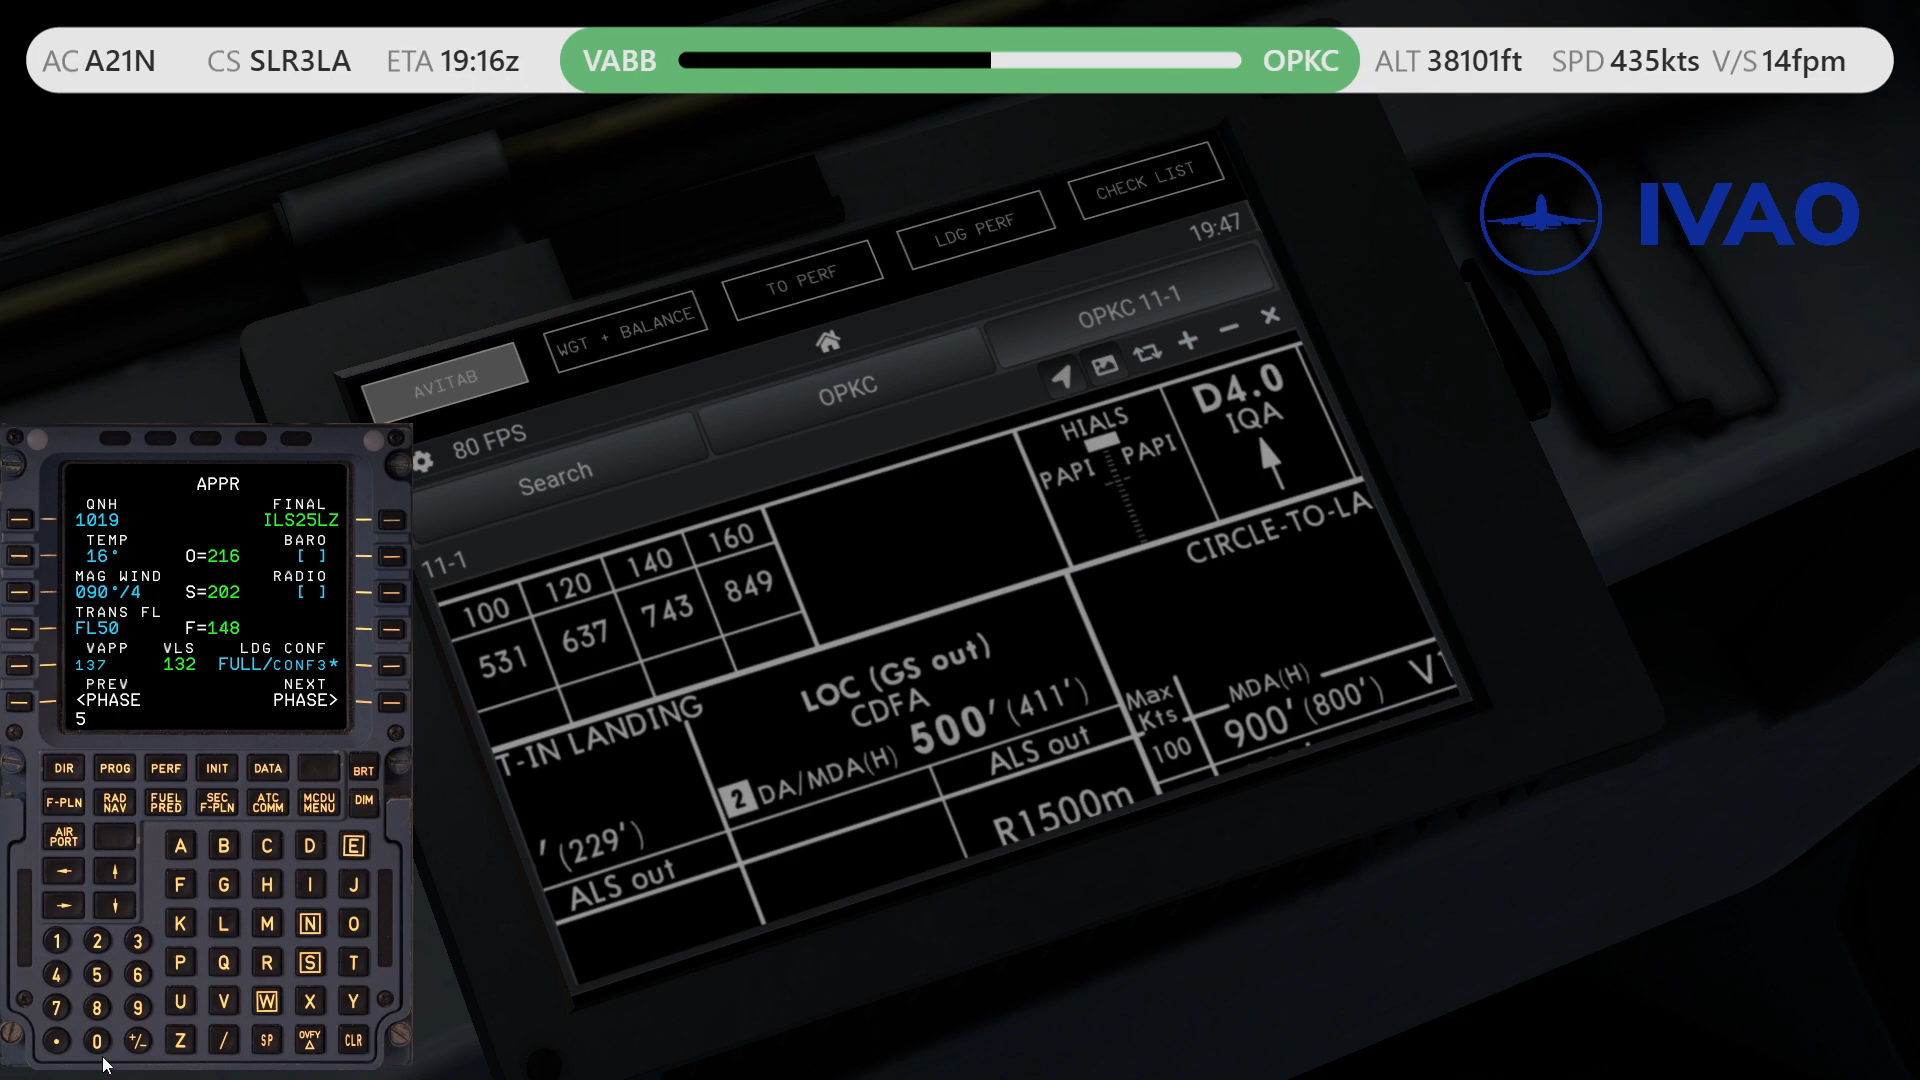 AC A21N CS SLR3LA ETA 19:16z VABB OPKC ALT 38101ft SPD 435kts V/S 14fpm
IVAO
AVITAB WGT + BALANCE TO PERF LDG PERF CHECK LIST
80 FPS 19:47
Search OPKC OPKC 11-1
11-1
100 120 140 160
531 637 743 849
HIALS
PAPI PAPI
D4.0
IQA
CIRCLE-TO-LA
T-IN LANDING
LOC (GS out)
CDFA
2 DA/MDA(H) 500' (411')
' (229')
ALS out
ALS out
R1500m
Max
Kts
MDA(H)
100 900' (800')
APPR
QNH FINAL
1019 ILS25LZ
TEMP BARO
16° O=216 [ ]
MAG WIND RADIO
090°/4 S=202 [ ]
TRANS FL
FL50 F=148
VAPP VLS LDG CONF
137 132 FULL/CONF3*
PREV NEXT
<PHASE PHASE>
5
DIR PROG PERF INIT DATA BRT
F-PLN RAD NAV FUEL PRED SEC F-PLN ATC COMM MCDU MENU DIM
AIR PORT
A B C D E
F G H I J
K L M N O
1 2 3
P Q R S T
4 5 6
U V W X Y
7 8 9
Z / SP OVFY Δ CLR
. 0 +/-